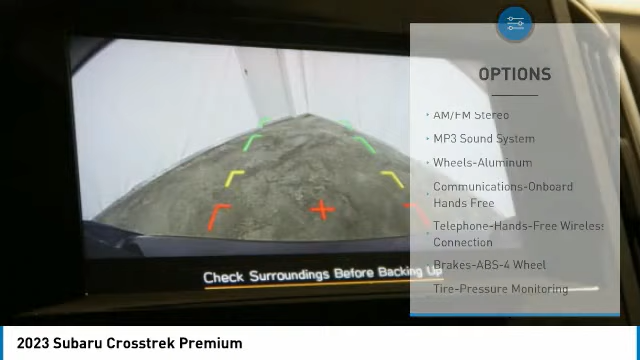 OPTIONS
AM/FM Stereo
MP3 Sound System
Wheels-Aluminum
Communications-Onboard
Hands Free
Telephone-Hands-Free Wireless
Connection
Brakes-ABS-4 Wheel
Tire-Pressure Monitoring
Check Surroundings Before Backing Up
2023 Subaru Crosstrek Premium